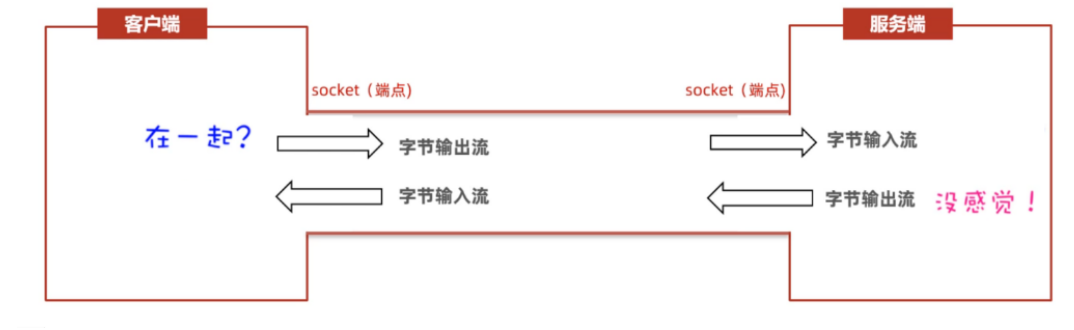 客户端
服务端
socket（端点)
socket（端点)
在一起?
字节输出流
字节输入流
字节输入流
字节输出流
没感觉！